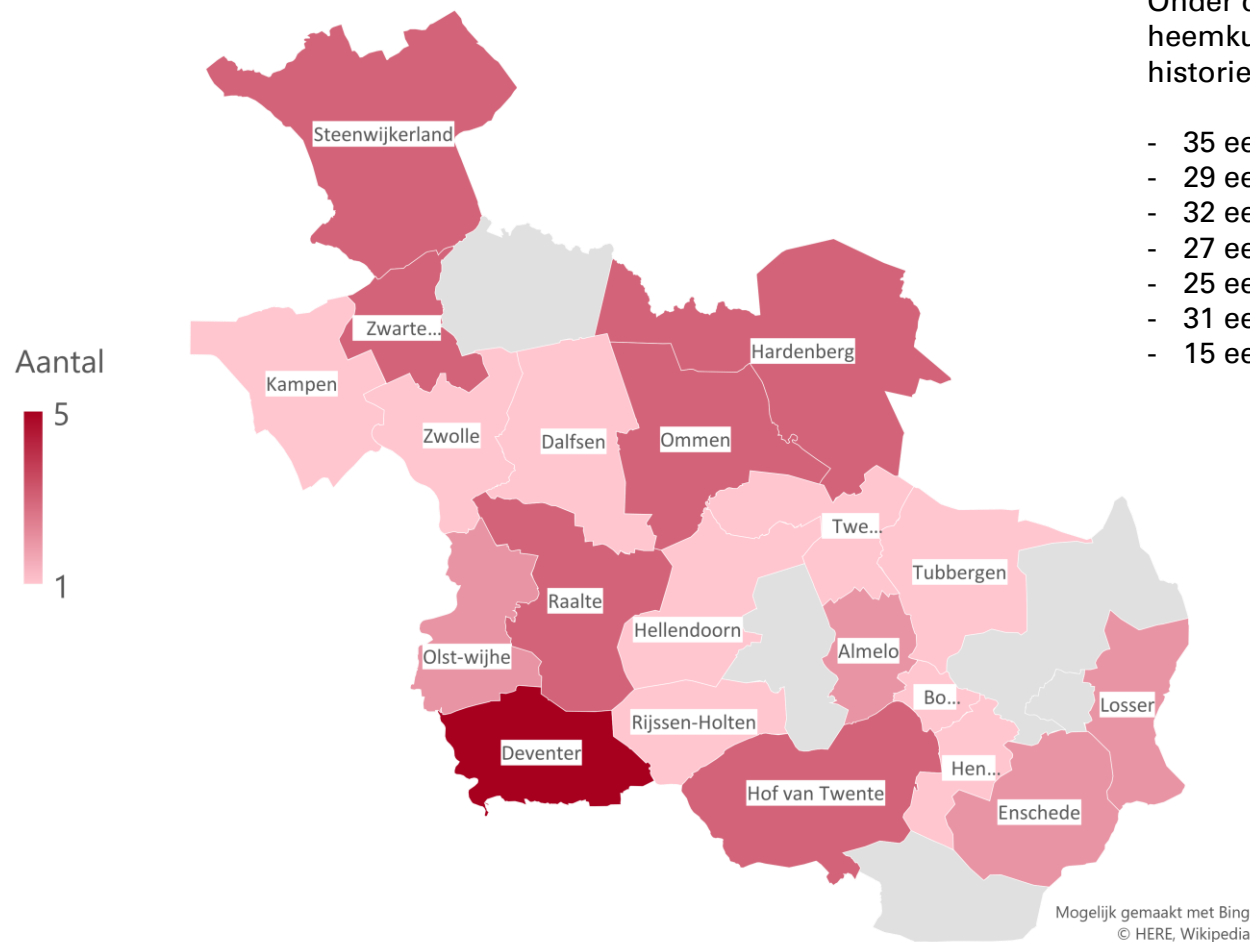 Onder
heemku
historie
- 35 ee
- 29 ee
- 32 ee
- 27 ee
- 25 ee
- 31 ee
- 15 ee
Steenwijkerland
Zwarte...
Hardenberg
Aantal
Kampen
5
Zwolle
Dalfsen
Ommen
Twe...
Tubbergen
1
Raalte
Hellendoorn
Almelo
Olst-wijhe
Bo...
Losser
Rijssen-Holten
Deventer
Hen...
Hof van Twente
Enschede
Mogelijk gemaakt met Bing
© HERE, Wikipedia